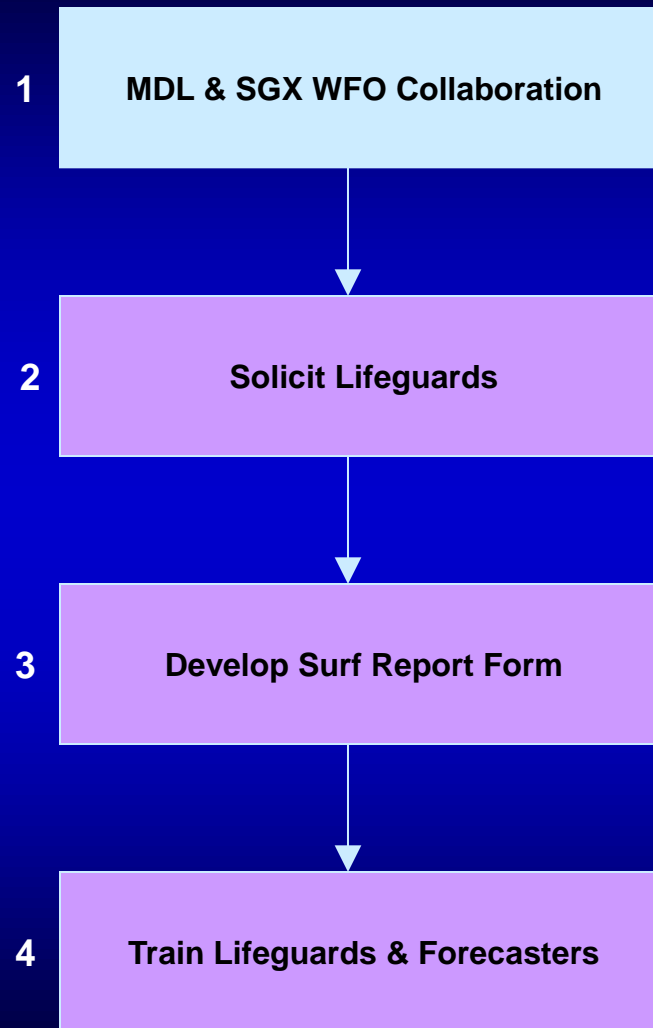 1 MDL & SGX WFO Collaboration
2 Solicit Lifeguards
3 Develop Surf Report Form
4 Train Lifeguards & Forecasters